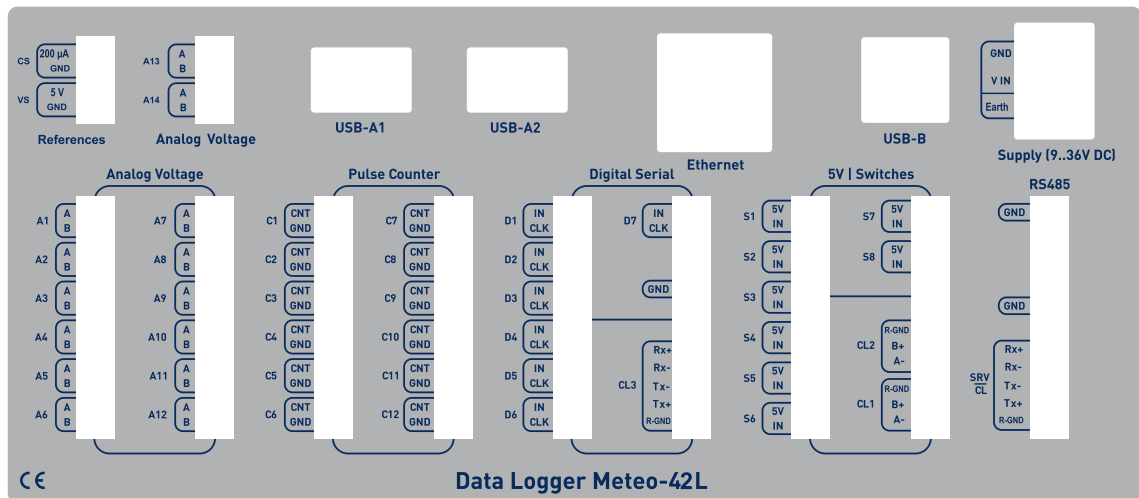 CS
200 µA
GND
VS
5 V
GND
References
A13
A
B
A14
A
B
Analog Voltage
USB-A1
USB-A2
Ethernet
USB-B
GND
V IN
Earth
Supply (9..36V DC)
Analog Voltage
A1
A
B
A2
A
B
A3
A
B
A4
A
B
A5
A
B
A6
A
B
A7
A
B
A8
A
B
A9
A
B
A10
A
B
A11
A
B
A12
A
B
Pulse Counter
C1
CNT
GND
C2
CNT
GND
C3
CNT
GND
C4
CNT
GND
C5
CNT
GND
C6
CNT
GND
C7
CNT
GND
C8
CNT
GND
C9
CNT
GND
C10
CNT
GND
C11
CNT
GND
C12
CNT
GND
Digital Serial
D1
IN
CLK
D2
IN
CLK
D3
IN
CLK
D4
IN
CLK
D5
IN
CLK
D6
IN
CLK
D7
IN
CLK
GND
CL3
Rx+
Rx-
Tx-
Tx+
R-GND
5V | Switches
S1
5V
IN
S2
5V
IN
S3
5V
IN
S4
5V
IN
S5
5V
IN
S6
5V
IN
S7
5V
IN
S8
5V
IN
CL2
R-GND
B+
A-
CL1
R-GND
B+
A-
RS485
GND
GND
SRV
CL
Rx+
Rx-
Tx-
Tx+
R-GND
CE
Data Logger Meteo-42L